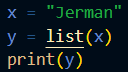 x = "Jerman"
y = list(x)
print(y)